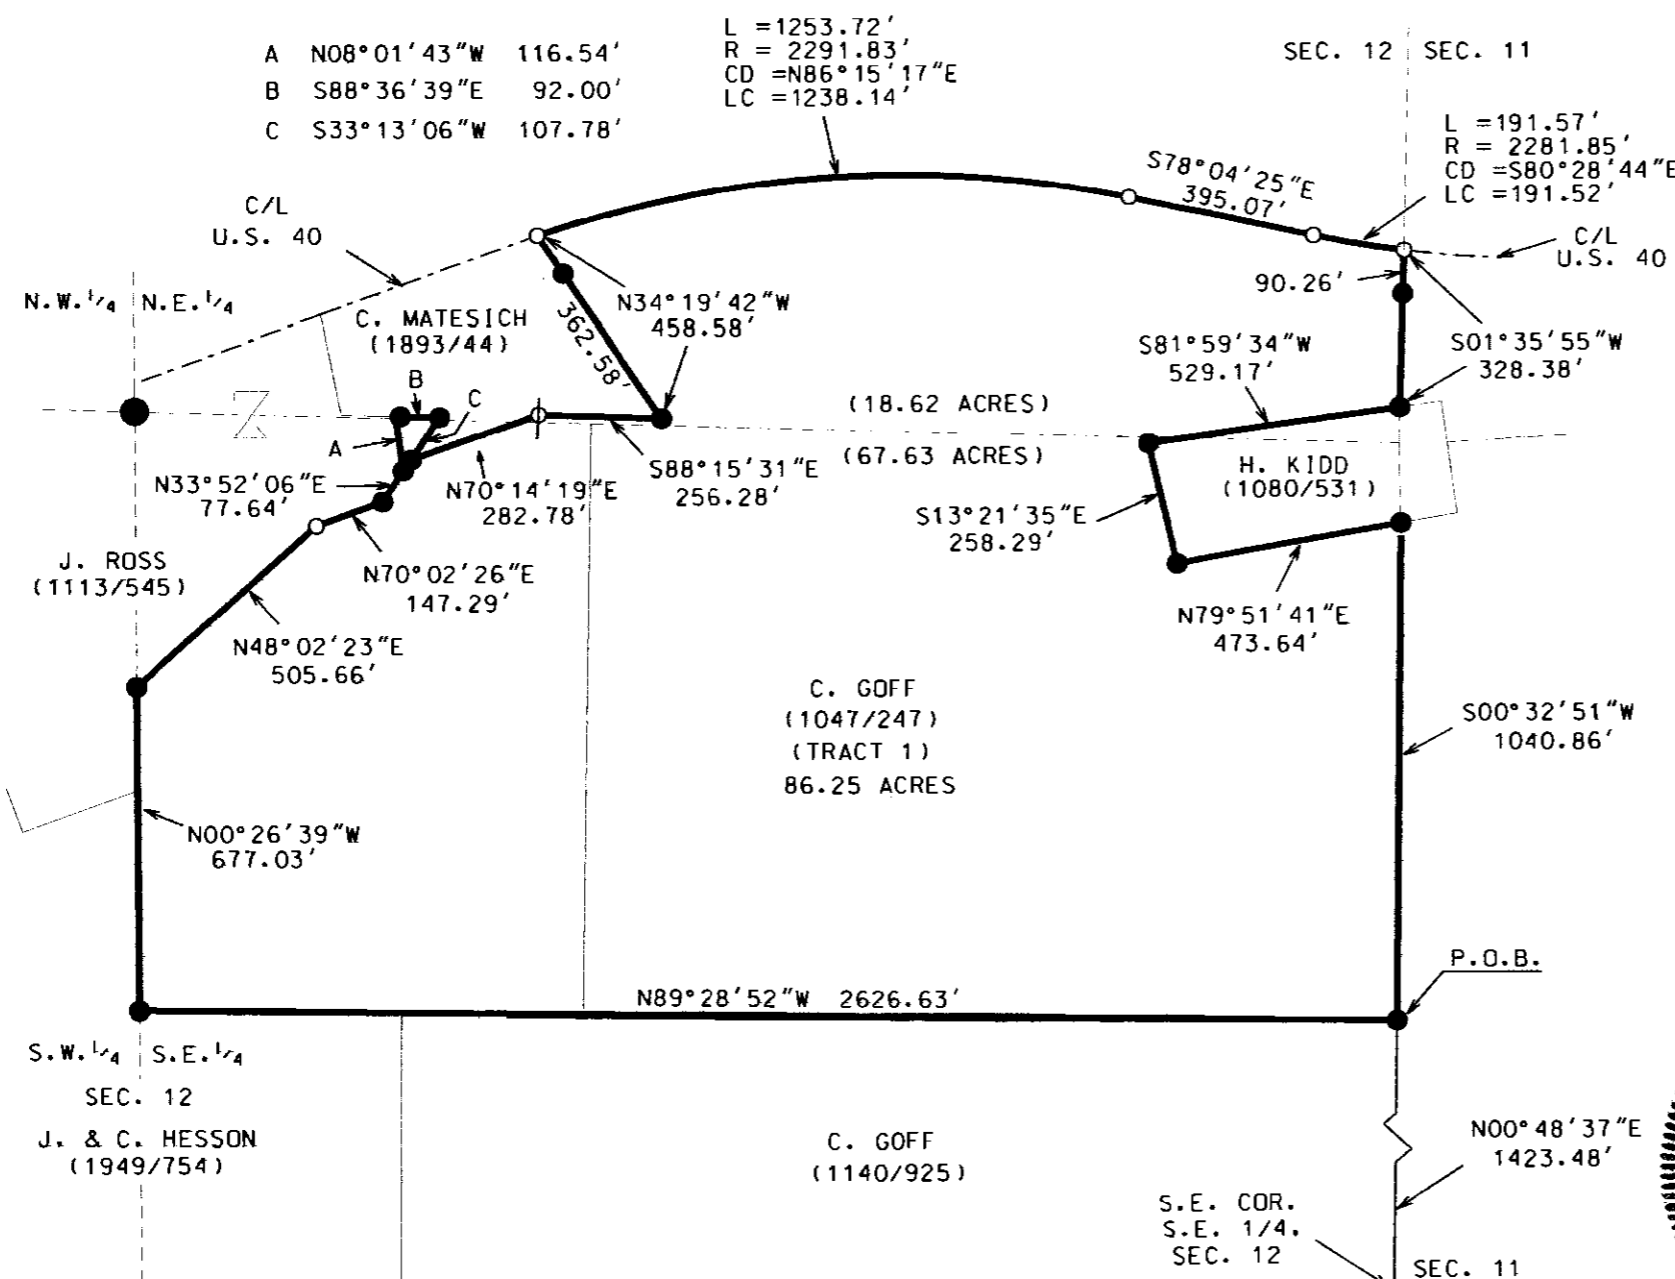 A N08°01'43"W 116.54'
B S88°36'39"E 92.00'
C S33°13'06"W 107.78'
L =1253.72'
R = 2291.83'
CD =N86°15'17"E
LC =1238.14'
SEC. 12 SEC. 11
L =191.57'
R = 2281.85'
CD =S80°28'44"E
LC =191.52'
S78°04'25"E
395.07'
C/L
U.S. 40
C/L
U.S. 40
90.26'
N.W.1/4 N.E.1/4
C. MATESICH
(1893/44)
N34°19'42"W
458.58'
362.58'
S81°59'34"W
529.17'
S01°35'55"W
328.38'
B
C
A
(18.62 ACRES)
(67.63 ACRES)
H. KIDD
(1080/531)
N33°52'06"E
77.64'
N70°14'19"E
282.78'
S88°15'31"E
256.28'
S13°21'35"E
258.29'
J. ROSS
(1113/545)
N70°02'26"E
147.29'
N79°51'41"E
473.64'
N48°02'23"E
505.66'
C. GOFF
(1047/247)
(TRACT 1)
86.25 ACRES
S00°32'51"W
1040.86'
N00°26'39"W
677.03'
P.O.B.
N89°28'52"W 2626.63'
S.W.1/4 S.E.1/4
SEC. 12
J. & C. HESSON
(1949/754)
C. GOFF
(1140/925)
N00°48'37"E
1423.48'
S.E. COR.
S.E. 1/4.
SEC. 12
SEC. 11